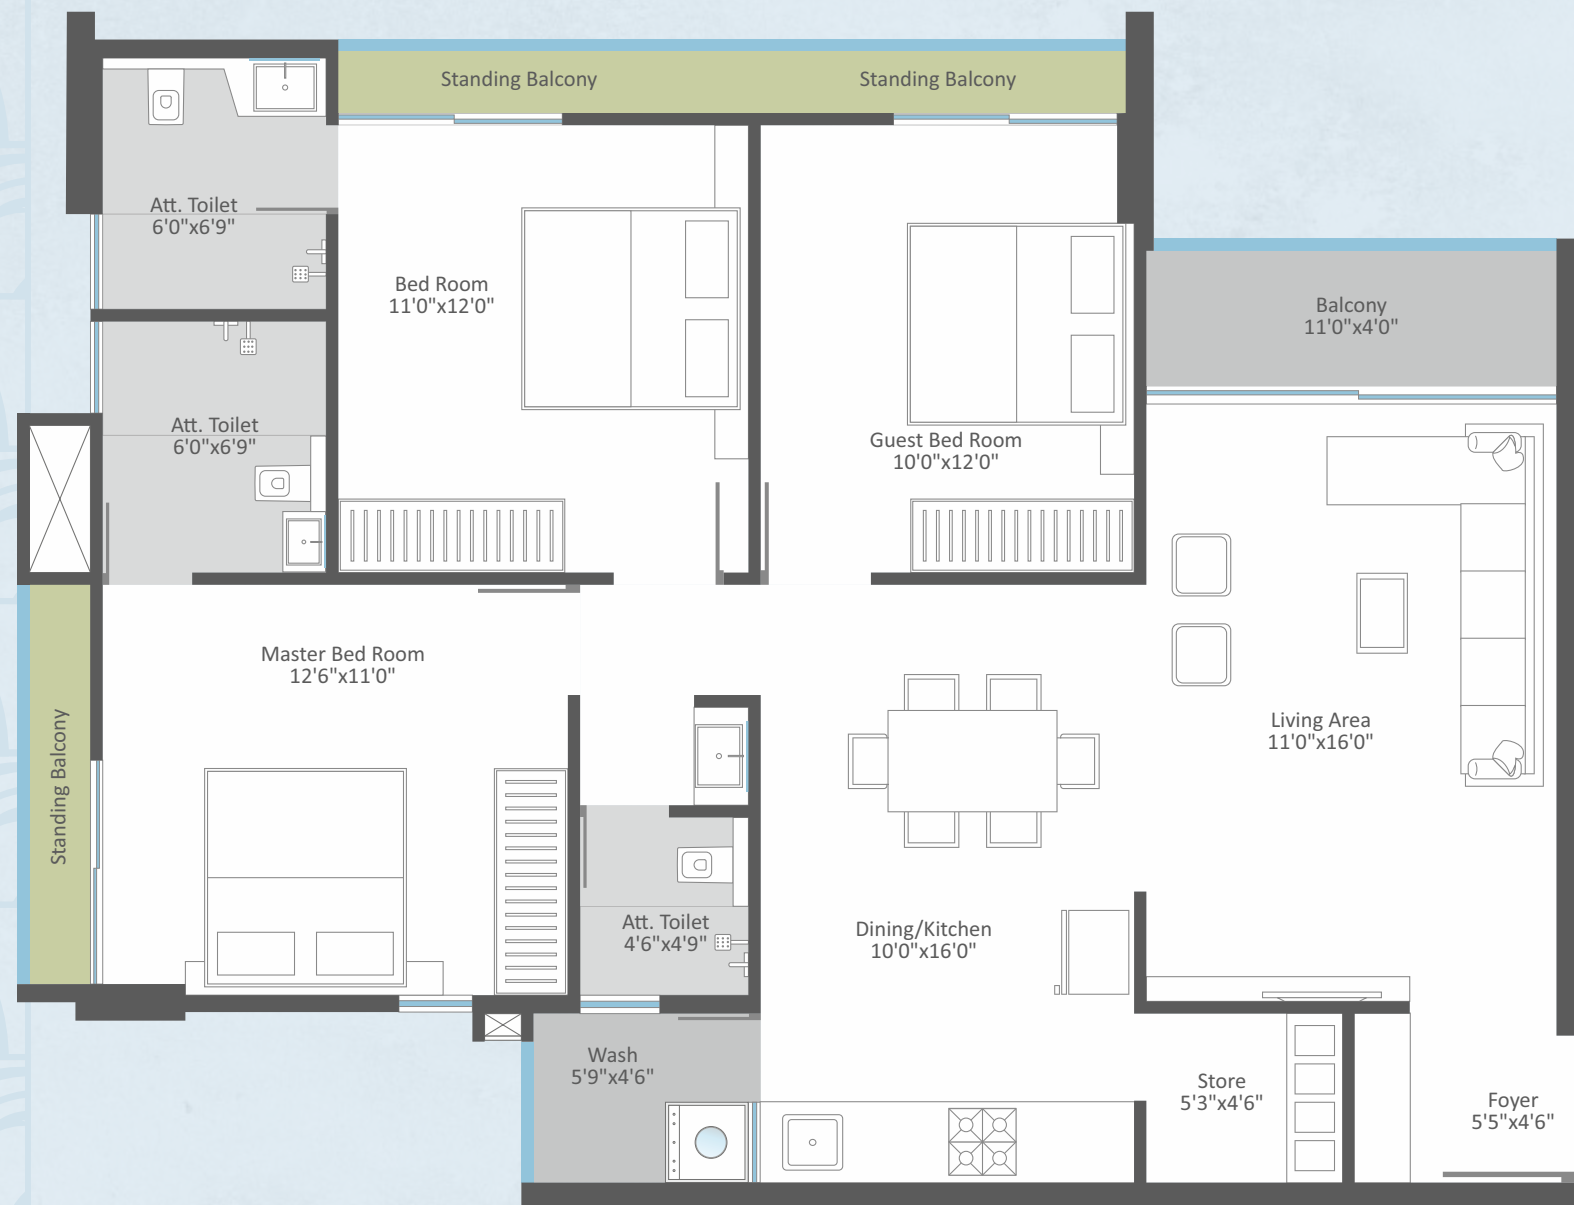 Standing Balcony
Standing Balcony
Att. Toilet
6'0"x6'9"
Bed Room
11'0"x12'0"
Balcony
11'0"x4'0"
Att. Toilet
6'0"x6'9"
Guest Bed Room
10'0"x12'0"
Master Bed Room
12'6"x11'0"
Standing Balcony
Living Area
11'0"x16'0"
Att. Toilet
4'6"x4'9"
Dining/Kitchen
10'0"x16'0"
Wash
5'9"x4'6"
Store
5'3"x4'6"
Foyer
5'5"x4'6"